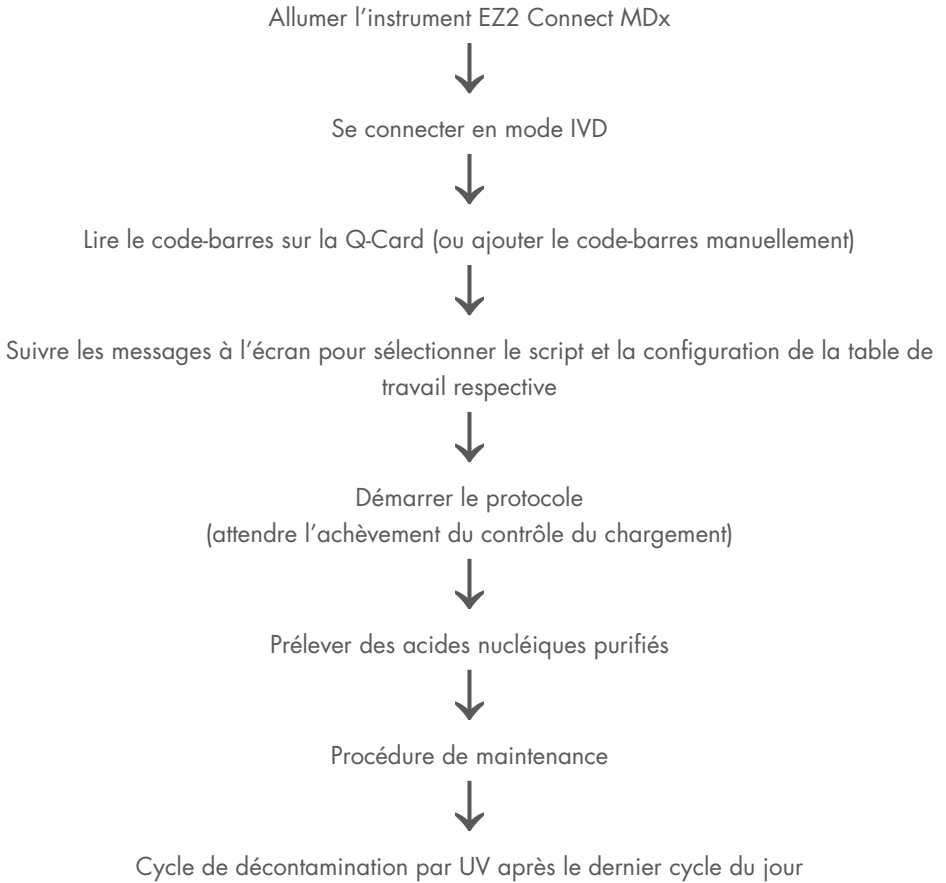 Allumer l’instrument EZ2 Connect MDx
Se connecter en mode IVD
Lire le code-barres sur la Q-Card (ou ajouter le code-barres manuellement)
Suivre les messages à l’écran pour sélectionner le script et la configuration de la table de
travail respective
Démarrer le protocole
(attendre l’achèvement du contrôle du chargement)
Prélever des acides nucléiques purifiés
Procédure de maintenance
Cycle de décontamination par UV après le dernier cycle du jour